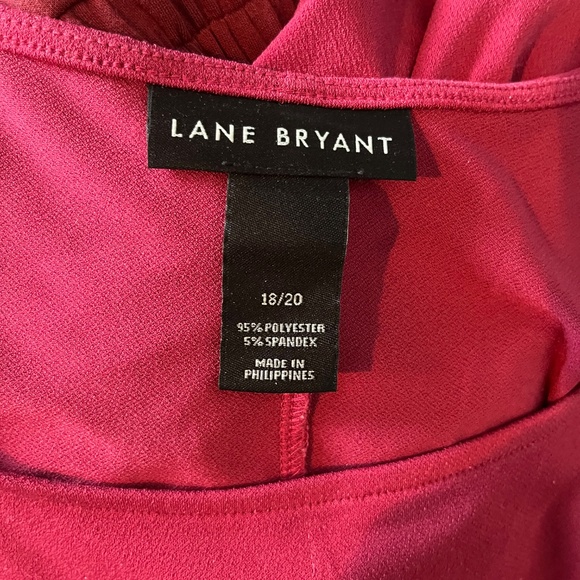 LANE BRYANT
18/20
95% POLYESTER
5% SPANDEX
MADE IN
PHILIPPINES